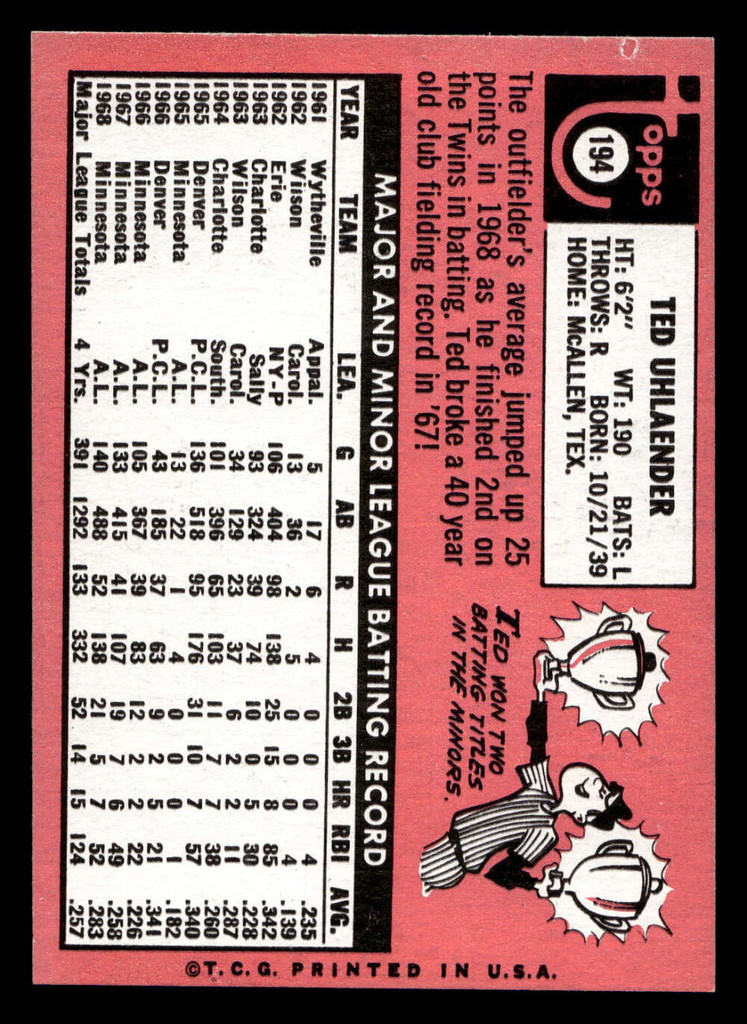 Topps
194
TED UHLAENDER
HT: 6'2" WT: 190 BATS: L
THROWS: R BORN: 10/21/39
HOME: McALLEN, TEX.
The outfielder's average jumped up 25
points in 1968 as he finished 2nd on
the Twins in batting. Ted broke a 40 year
old club fielding record in '67!
TED WON TWO
BATTING TITLES
IN THE MINORS.
MAJOR AND MINOR LEAGUE BATTING RECORD
YEAR TEAM LEA. G AB R H 2B 3B HR RBI AVG.
1961 Wytheville Appal. 5 17 6 4 0 0 0 4 .235
1962 Wilson Carol. 13 36 2 5 0 0 0 4 .139
1962 Erie NY-P 106 404 98 138 25 15 8 85 .342
1963 Charlotte Sally 93 324 39 74 10 0 5 30 .228
1963 Wilson Carol. 34 129 23 37 6 2 2 11 .287
1964 Charlotte South. 101 396 65 103 11 7 7 38 .260
1965 Denver P.C.L. 136 518 95 176 31 10 7 57 .340
1965 Minnesota A.L. 13 22 1 4 0 0 0 1 .182
1966 Denver P.C.L. 43 185 37 63 9 2 5 21 .341
1966 Minnesota A.L. 105 367 39 83 12 2 2 22 .226
1967 Minnesota A.L. 133 415 41 107 19 7 6 49 .258
1968 Minnesota A.L. 140 488 52 138 21 5 7 52 .283
Major League Totals 4 Yrs. 391 1292 133 332 52 14 15 124 .257
©T.C.G. PRINTED IN U.S.A.